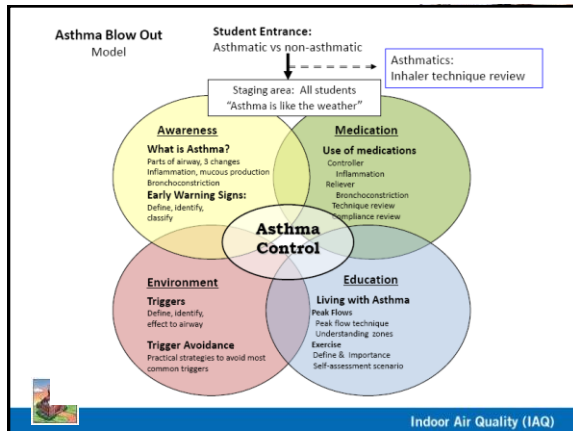 Asthma Blow Out
Model
Student Entrance:
Asthmatic vs non-asthmatic
Asthmatics:
Inhaler technique review
Staging area: All students
“Asthma is like the weather”
Awareness
What is Asthma?
Parts of airway, 3 changes
Inflammation, mucous production
Bronchoconstriction
Early Warning Signs:
Define, identify,
classify
Medication
Use of medications
Controller
Inflammation
Reliever
Bronchoconstriction
Technique review
Compliance review
Asthma
Control
Environment
Triggers
Define, identify,
effect to airway
Trigger Avoidance
Practical strategies to avoid most
common triggers
Education
Living with Asthma
Peak Flows
Peak flow technique
Understanding zones
Exercise
Define & Importance
Self-assessment scenario
Indoor Air Quality (IAQ)